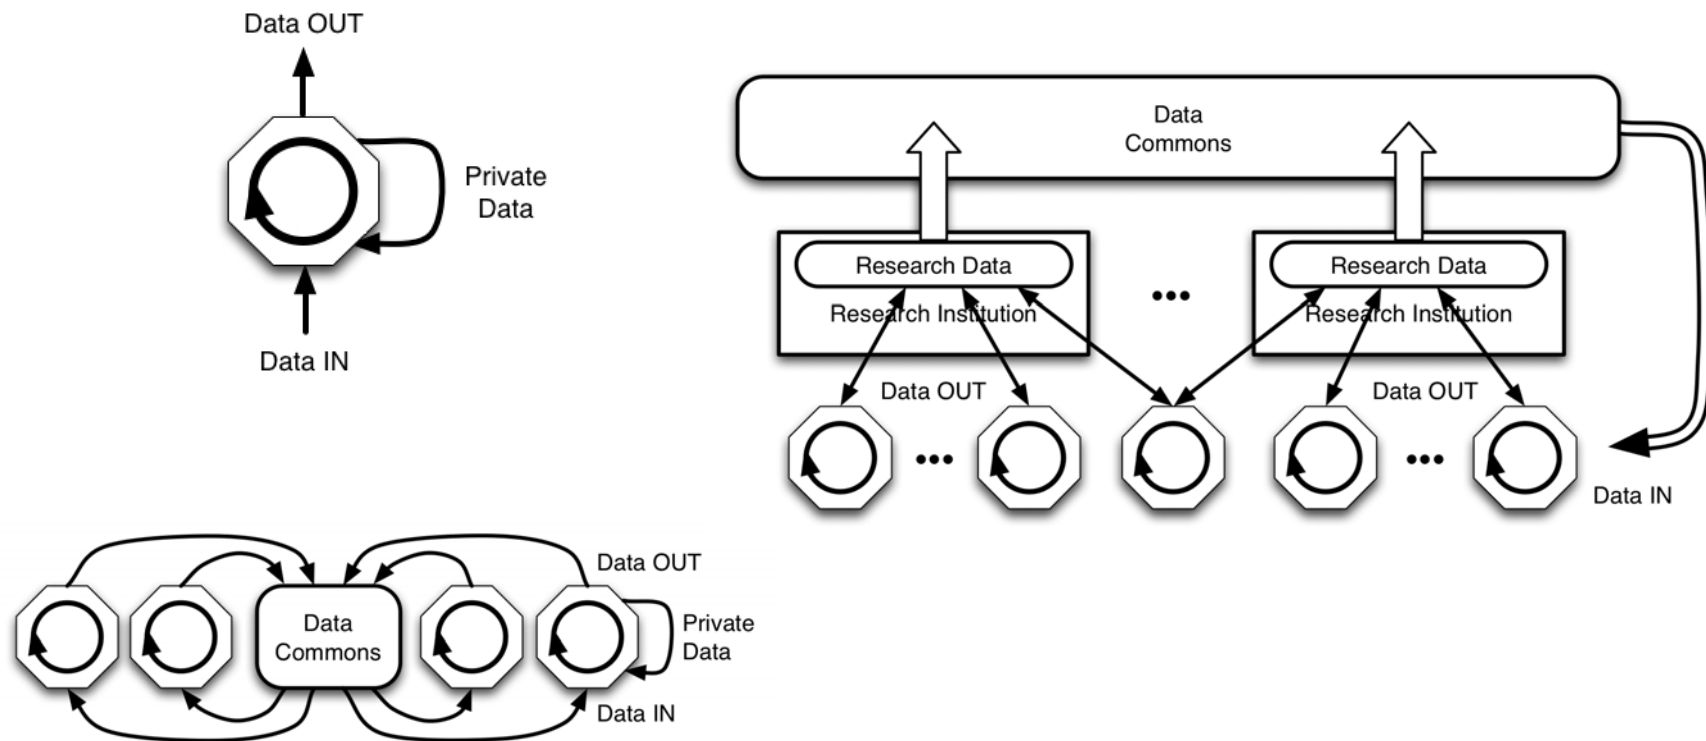 Data OUT
Private
Data
Data IN
Data
Commons
Research Data
Research Institution
Research Data
Research Institution
Data OUT
Data OUT
Data IN
Data OUT
Data
Commons
Private
Data
Data IN